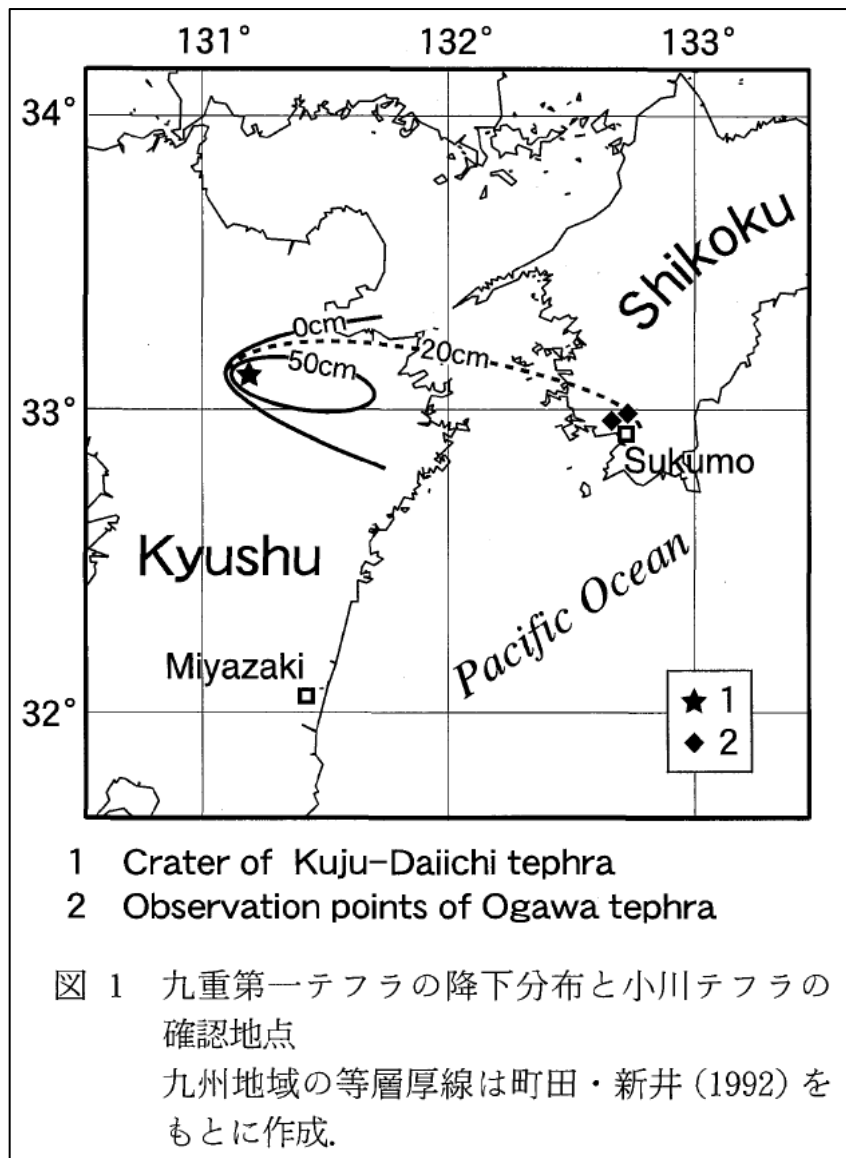 131° 132° 133°
34°
Shikoku
0cm
20cm
50cm
33°
Sukumo
Kyushu
Pacific Ocean
Miyazaki
32°
1
2
1 Crater of Kuju-Daiichi tephra
2 Observation points of Ogawa tephra
図 1 九重第一テフラの降下分布と小川テフラの
確認地点
九州地域の等層厚線は町田・新井 (1992) を
もとに作成.